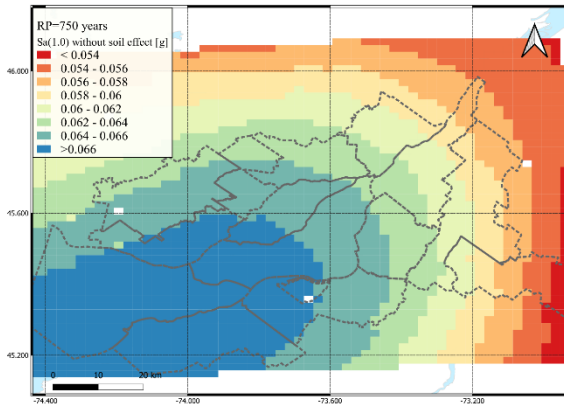 RP=750 years
Sa(1.0) without soil effect [g]
< 0.054
0.054 - 0.056
0.056 - 0.058
0.058 - 0.06
0.06 - 0.062
0.062 - 0.064
0.064 - 0.066
>0.066
46.000
45.600
45.200
0 10 20 km
-74.400 -74.000 -73.600 -73.200